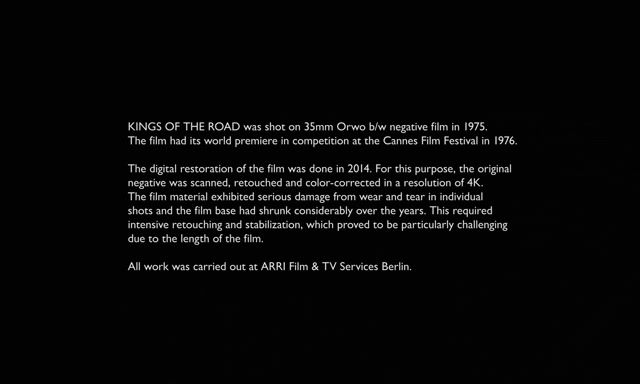 KINGS OF THE ROAD was shot on 35mm Orwo b/w negative film in 1975.
The film had its world premiere in competition at the Cannes Film Festival in 1976.
The digital restoration of the film was done in 2014. For this purpose, the original
negative was scanned, retouched and color-corrected in a resolution of 4K.
The film material exhibited serious damage from wear and tear in individual
shots and the film base had shrunk considerably over the years. This required
intensive retouching and stabilization, which proved to be particularly challenging
due to the length of the film.
All work was carried out at ARRI Film & TV Services Berlin.